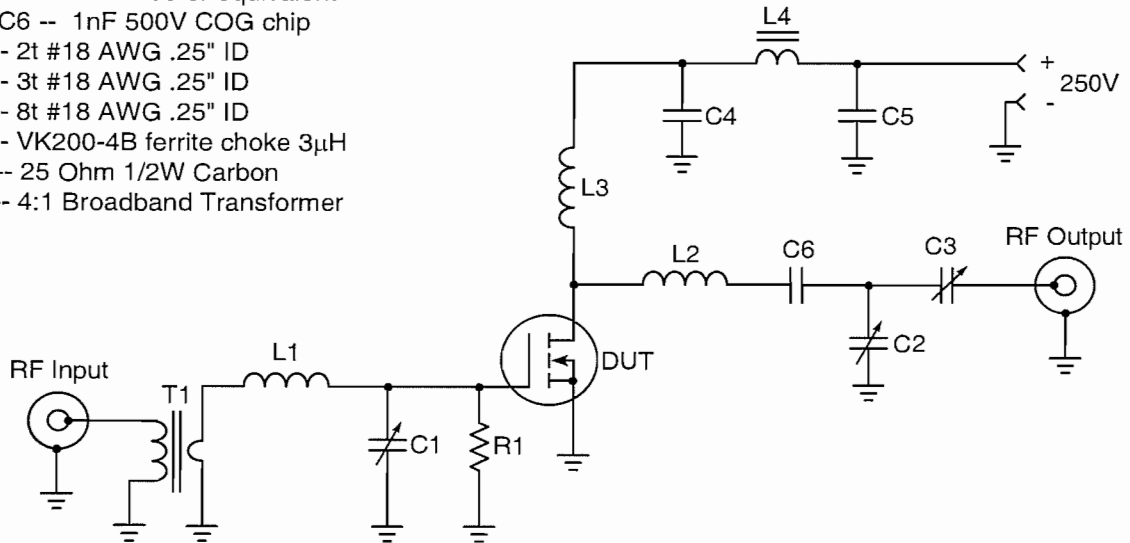 C6 -- 1nF 500V COG chip
- 2t #18 AWG .25" ID
- 3t #18 AWG .25" ID
- 8t #18 AWG .25" ID
- VK200-4B ferrite choke 3µH
-- 25 Ohm 1/2W Carbon
-- 4:1 Broadband Transformer
L4
+
250V
-
C4
C5
L3
RF Output
L2
C6
C3
C2
DUT
RF Input
L1
T1
C1
R1